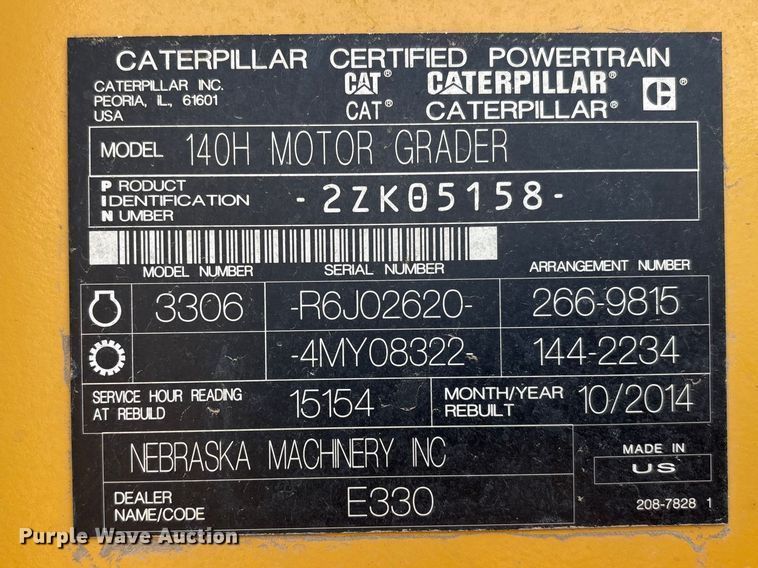 CATERPILLAR CERTIFIED POWERTRAIN
CATERPILLAR INC.
PEORIA, IL, 61601
USA
CAT® CATERPILLAR® C®
CAT® CATERPILLAR®
MODEL 140H MOTOR GRADER
PRODUCT
IDENTIFICATION
NUMBER
-2ZK05158-
MODEL NUMBER SERIAL NUMBER ARRANGEMENT NUMBER
3306 -R6J02620- 266-9815
-4MY08322- 144-2234
SERVICE HOUR READING
AT REBUILD
15154
MONTH/YEAR
REBUILT
10/2014
NEBRASKA MACHINERY INC
DEALER
NAME/CODE
E330
MADE IN
US
208-7828 1
Purple Wave Auction